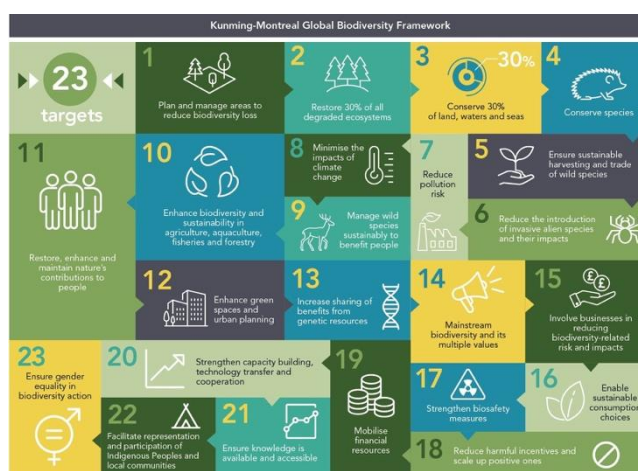 Kunming-Montreal Global Biodiversity Framework
23
targets
1
Plan and manage areas to
reduce biodiversity loss
2
Restore 30% of all
degraded ecosystems
3
30%
Conserve 30%
of land, waters and seas
4
Conserve species
5
Ensure sustainable
harvesting and trade
of wild species
6
Reduce the introduction
of invasive alien species
and their impacts
7
Reduce
pollution
risk
8
Minimise the
impacts of
climate
change
9
Manage wild
species
sustainably to
benefit people
10
Enhance biodiversity and
sustainability in
agriculture, aquaculture,
fisheries and forestry
11
Restore, enhance and
maintain nature's
contributions to
people
12
Enhance green
spaces and
urban planning
13
Increase sharing of
benefits from
genetic resources
14
Mainstream
biodiversity and its
multiple values
15
££
Involve businesses in
reducing
biodiversity-related
risk and impacts
16
Enable
sustainable
consumption
choices
17
Strengthen biosafety
measures
18
Reduce harmful incentives and
scale up positive ones
19
Mobilise
financial
resources
20
Strengthen capacity building,
technology transfer and
cooperation
21
Ensure knowledge is
available and accessible
22
Facilitate representation
and participation of
Indigenous Peoples and
local communities
23
Ensure gender
equality in
biodiversity action